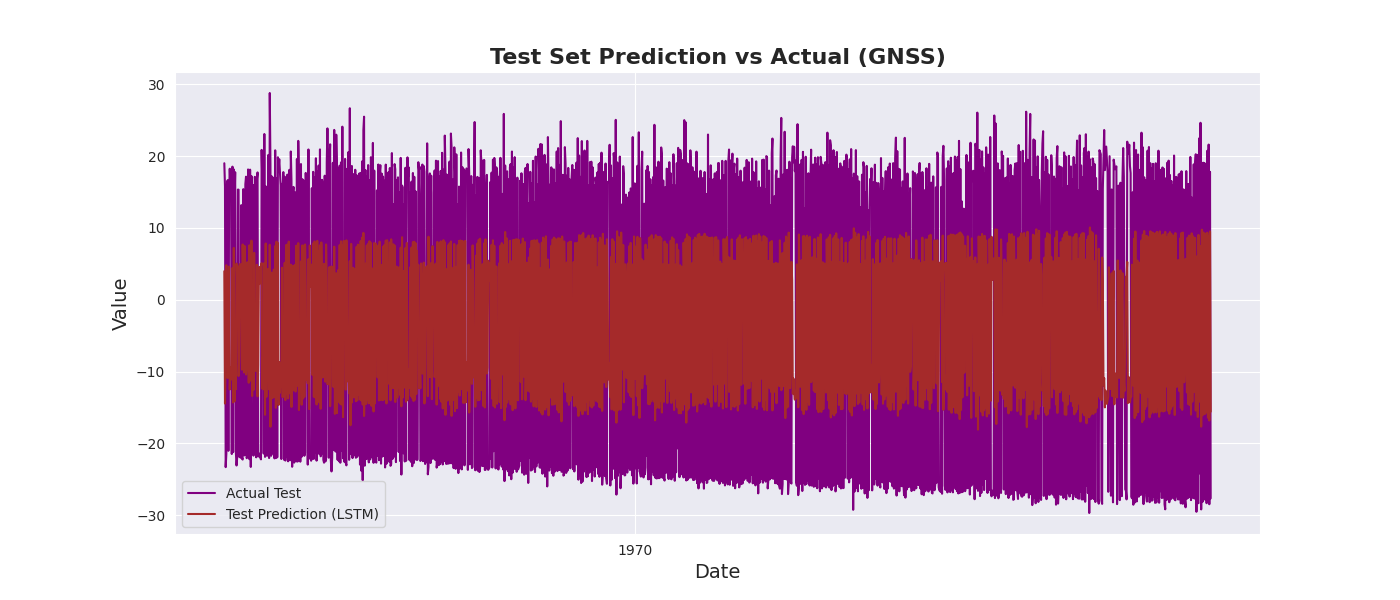 Test Set Prediction vs Actual (GNSS)
30
20
10
0
−10
−20
−30
Value
Actual Test
Test Prediction (LSTM)
1970
Date